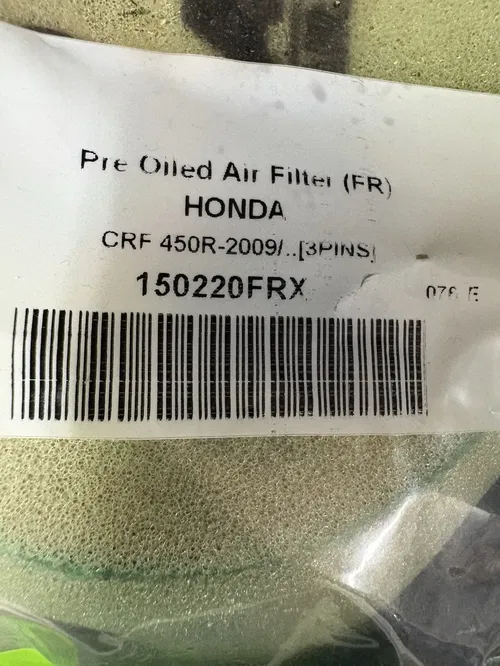 Pre Oiled Air Filter (FR)
HONDA
CRF 450R-2009/..[3PINS]
150220FRX